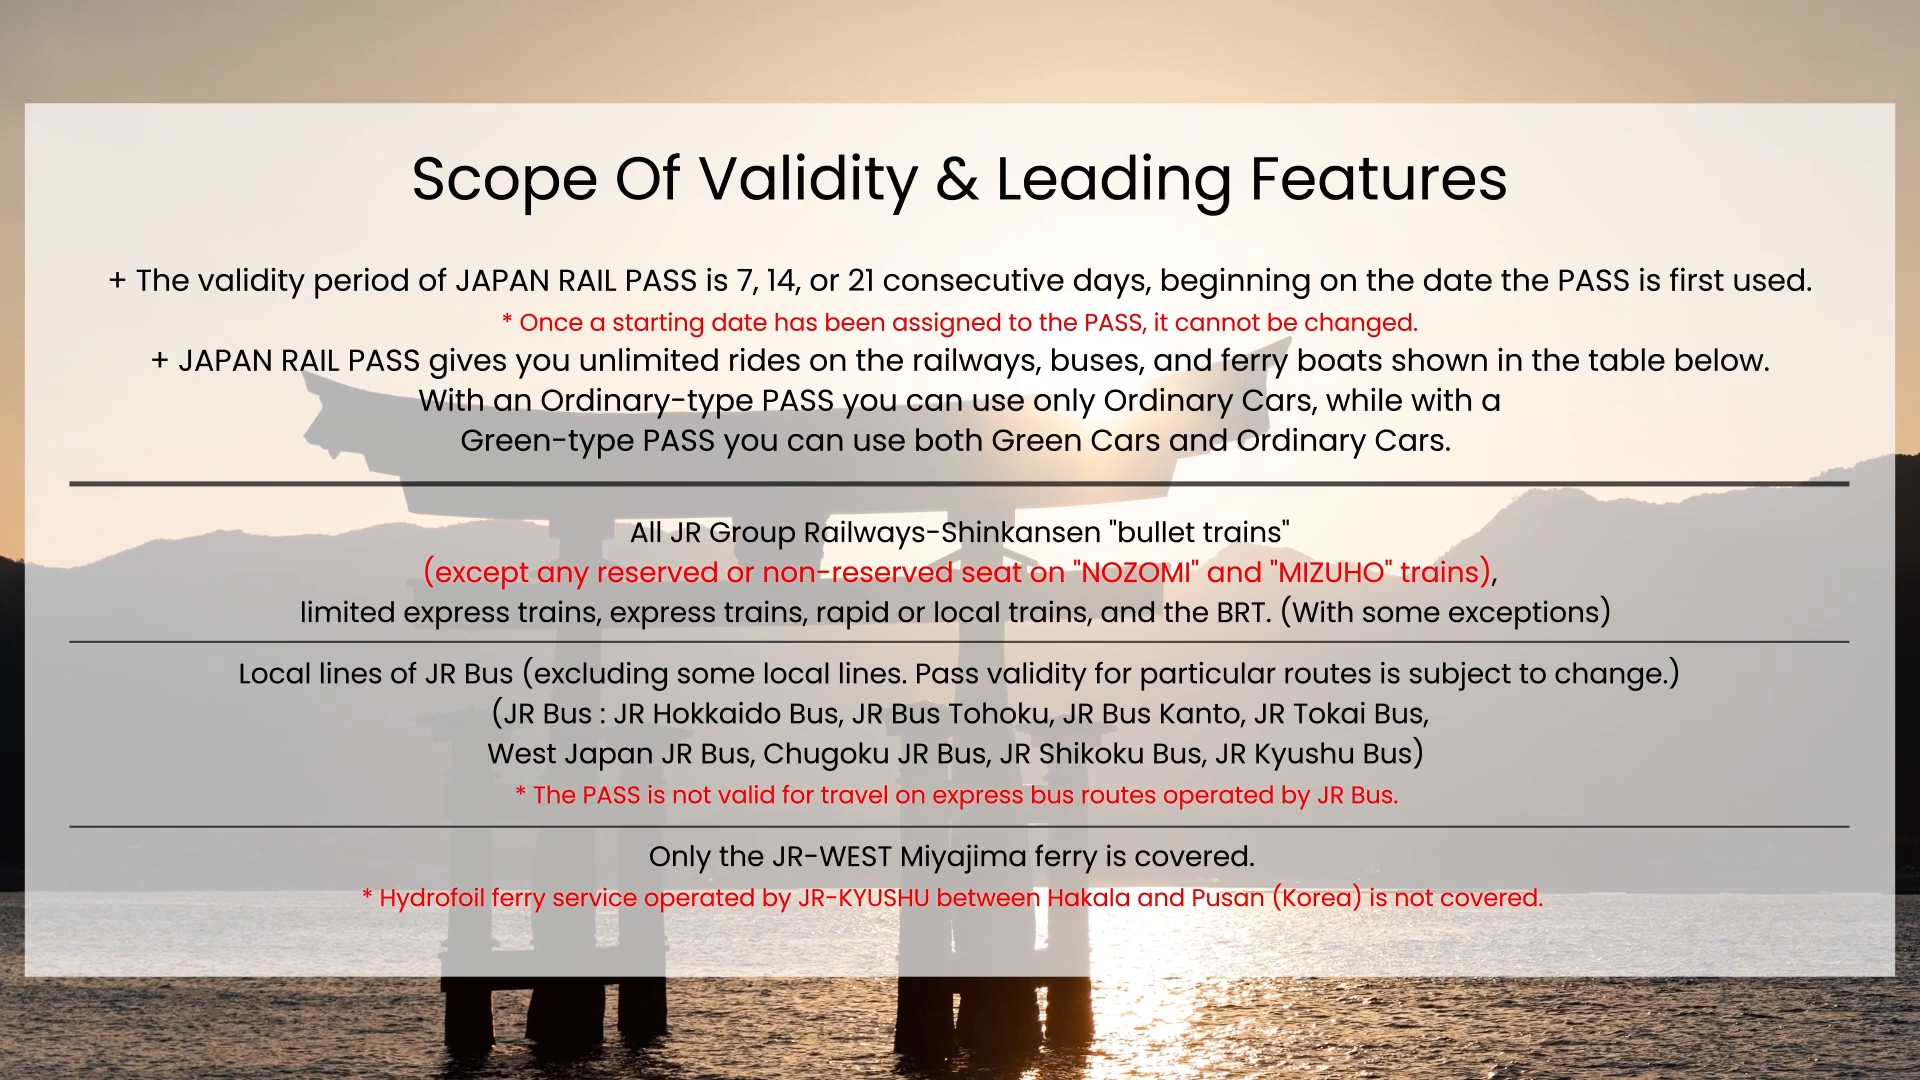 Scope Of Validity & Leading Features
+ The validity period of JAPAN RAIL PASS is 7, 14, or 21 consecutive days, beginning on the date the PASS is first used.
* Once a starting date has been assigned to the PASS, it cannot be changed.
+ JAPAN RAIL PASS gives you unlimited rides on the railways, buses, and ferry boats shown in the table below.
With an Ordinary-type PASS you can use only Ordinary Cars, while with a
Green-type PASS you can use both Green Cars and Ordinary Cars.
All JR Group Railways-Shinkansen "bullet trains"
(except any reserved or non-reserved seat on "NOZOMI" and "MIZUHO" trains),
limited express trains, express trains, rapid or local trains, and the BRT. (With some exceptions)
Local lines of JR Bus (excluding some local lines. Pass validity for particular routes is subject to change.)
(JR Bus : JR Hokkaido Bus, JR Bus Tohoku, JR Bus Kanto, JR Tokai Bus,
West Japan JR Bus, Chugoku JR Bus, JR Shikoku Bus, JR Kyushu Bus)
* The PASS is not valid for travel on express bus routes operated by JR Bus.
Only the JR-WEST Miyajima ferry is covered.
* Hydrofoil ferry service operated by JR-KYUSHU between Hakala and Pusan (Korea) is not covered.